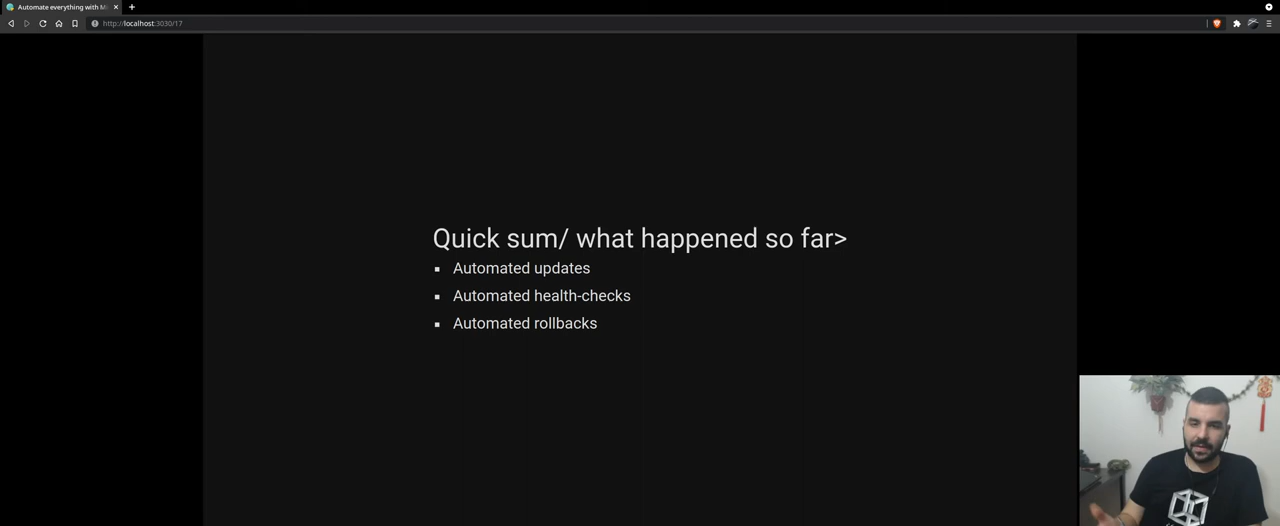 Automate everything with M
http://localhost:3030/17
Quick sum/ what happened so far>
Automated updates
Automated health-checks
Automated rollbacks